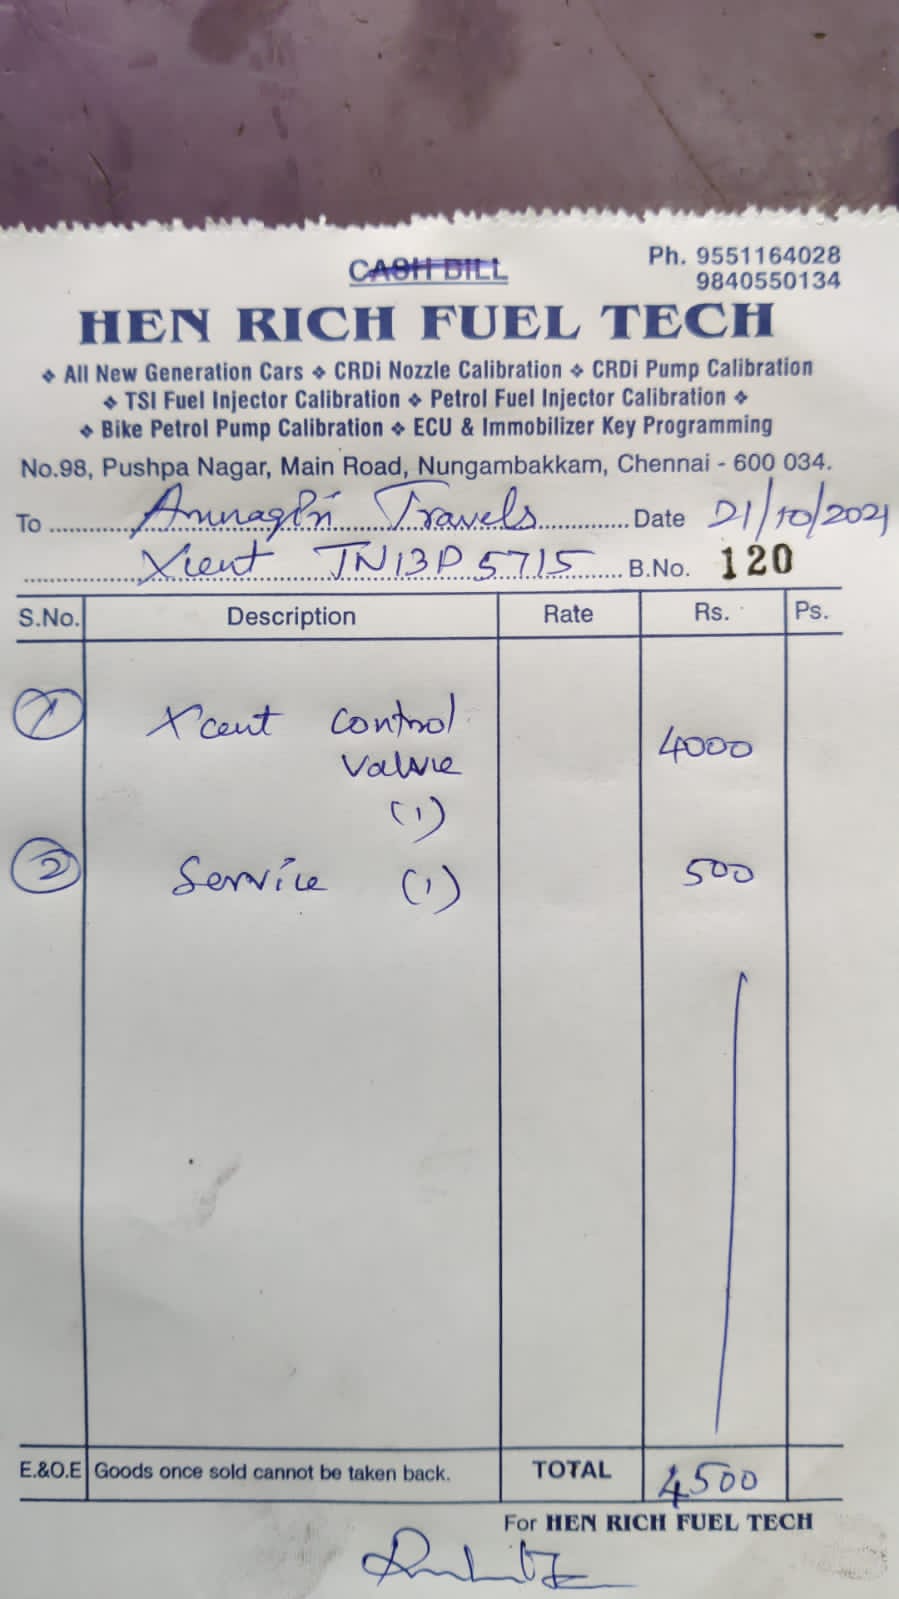 CASH BILL
Ph. 9551164028
9840550134
HEN RICH FUEL TECH
❖ All New Generation Cars ❖ CRDi Nozzle Calibration ❖ CRDi Pump Calibration
❖ TSI Fuel Injector Calibration ❖ Petrol Fuel Injector Calibration ❖
❖ Bike Petrol Pump Calibration ❖ ECU & Immobilizer Key Programming
No.98, Pushpa Nagar, Main Road, Nungambakkam, Chennai - 600 034.
To Travels Date 21/10/2021
Xcent TN13P5715 B.No. 120
S.No. Description Rate Rs. Ps.
1 Xcent control
valve 4000
(1)
2 Service (1) 500
E.&O.E Goods once sold cannot be taken back. TOTAL 4500
For HEN RICH FUEL TECH